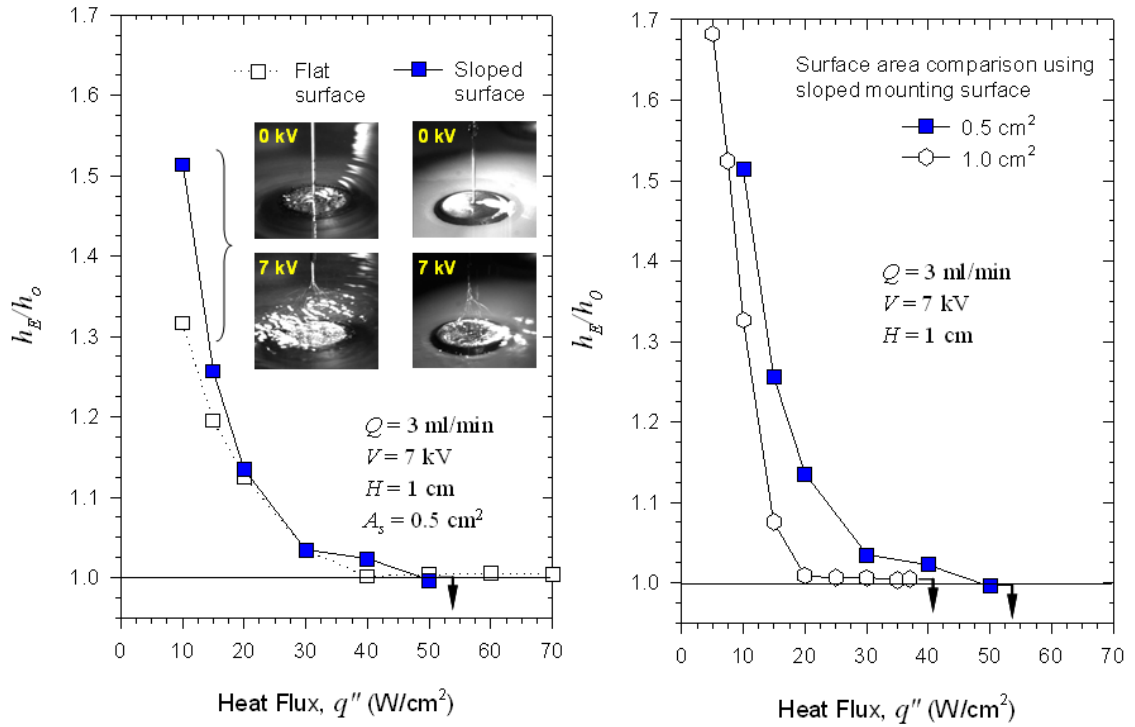 1.7
1.6
1.5
1.4
1.3
1.2
1.1
1.0
h_E/h_o
Flat
surface
Sloped
surface
0 kV
0 kV
7 kV
7 kV
Q = 3 ml/min
V = 7 kV
H = 1 cm
A_s = 0.5 cm²
0 10 20 30 40 50 60 70
Heat Flux, q" (W/cm²)
1.7
1.6
1.5
1.4
1.3
1.2
1.1
1.0
h_E/h_O
Surface area comparison using
sloped mounting surface
0.5 cm²
1.0 cm²
Q = 3 ml/min
V = 7 kV
H = 1 cm
0 10 20 30 40 50 60 70
Heat Flux, q" (W/cm²)